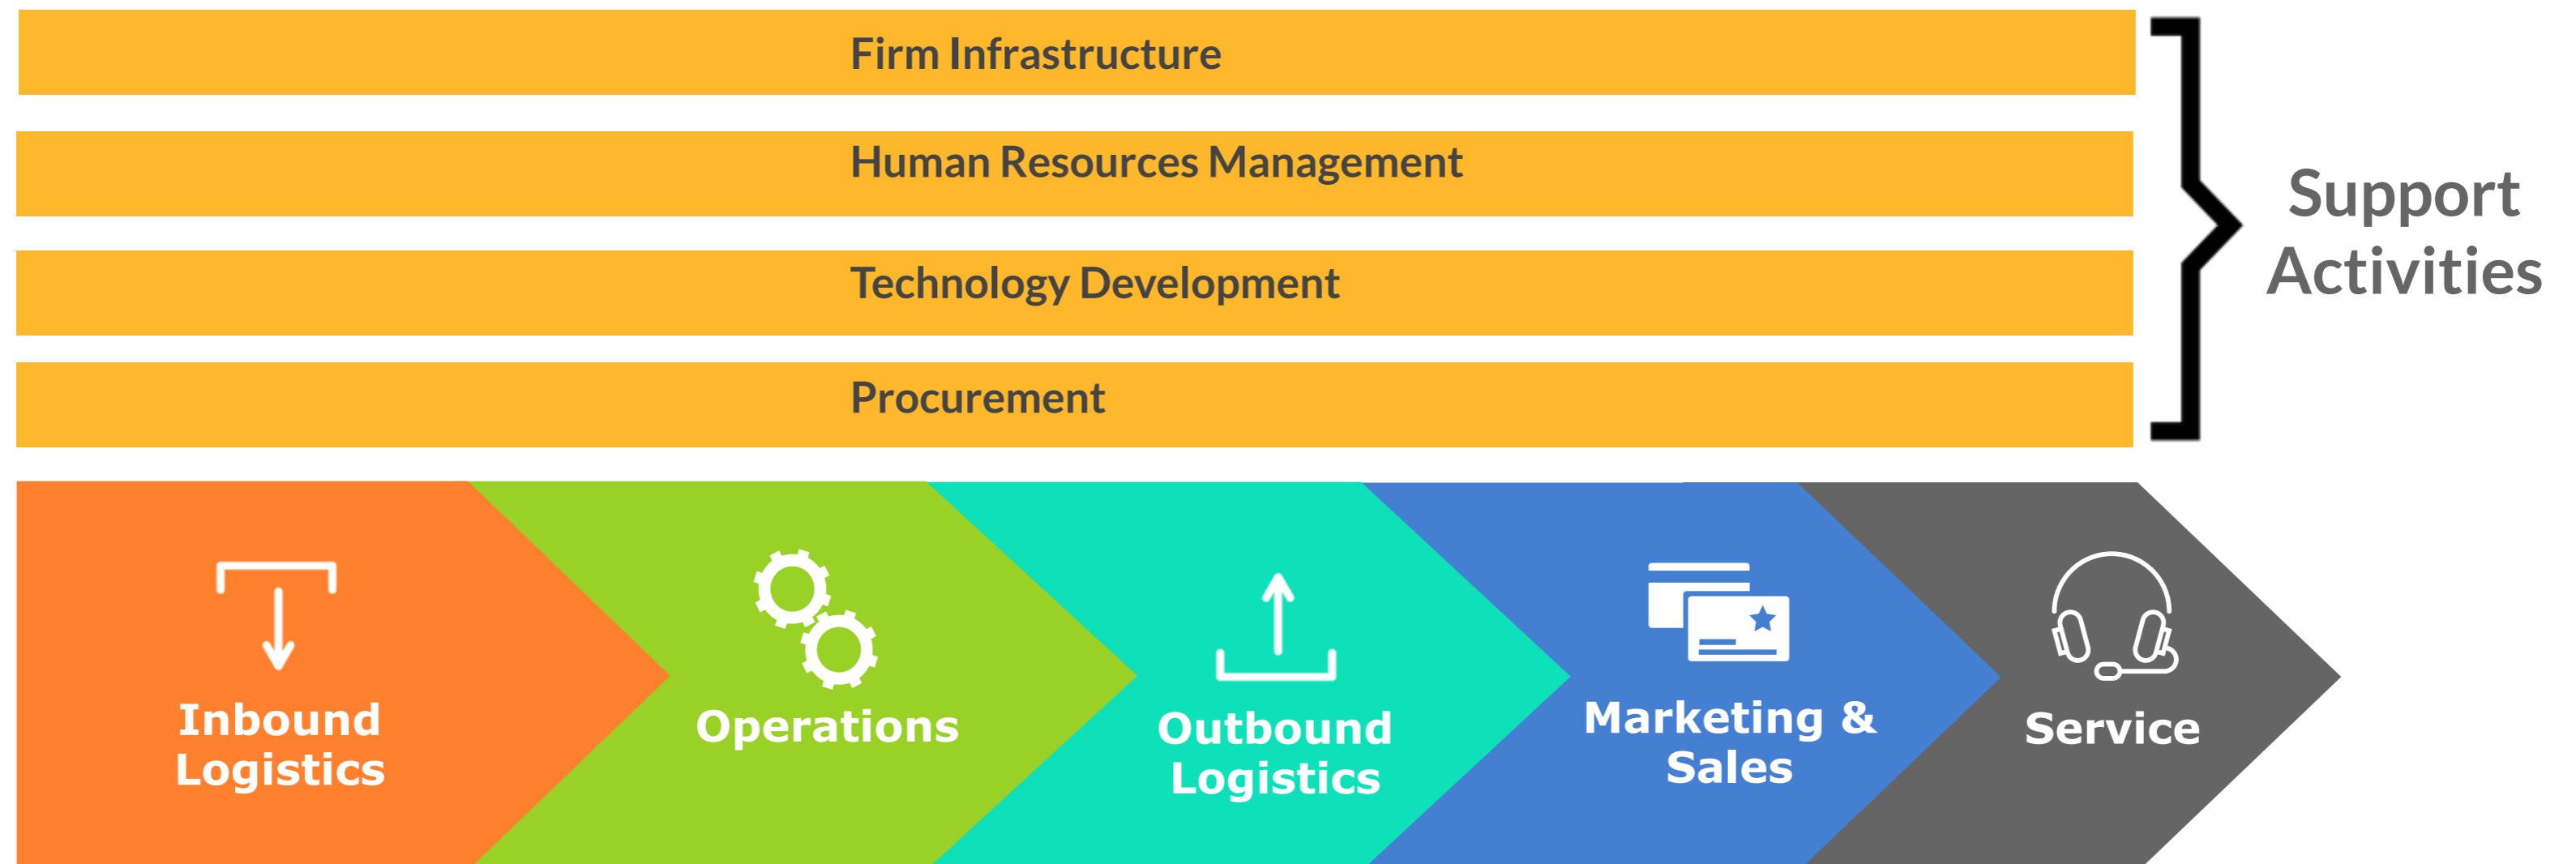 Firm Infrastructure
Human Resources Management
Technology Development
Procurement
Support
Activities
Inbound
Logistics
Operations
Outbound
Logistics
Marketing &
Sales
Service